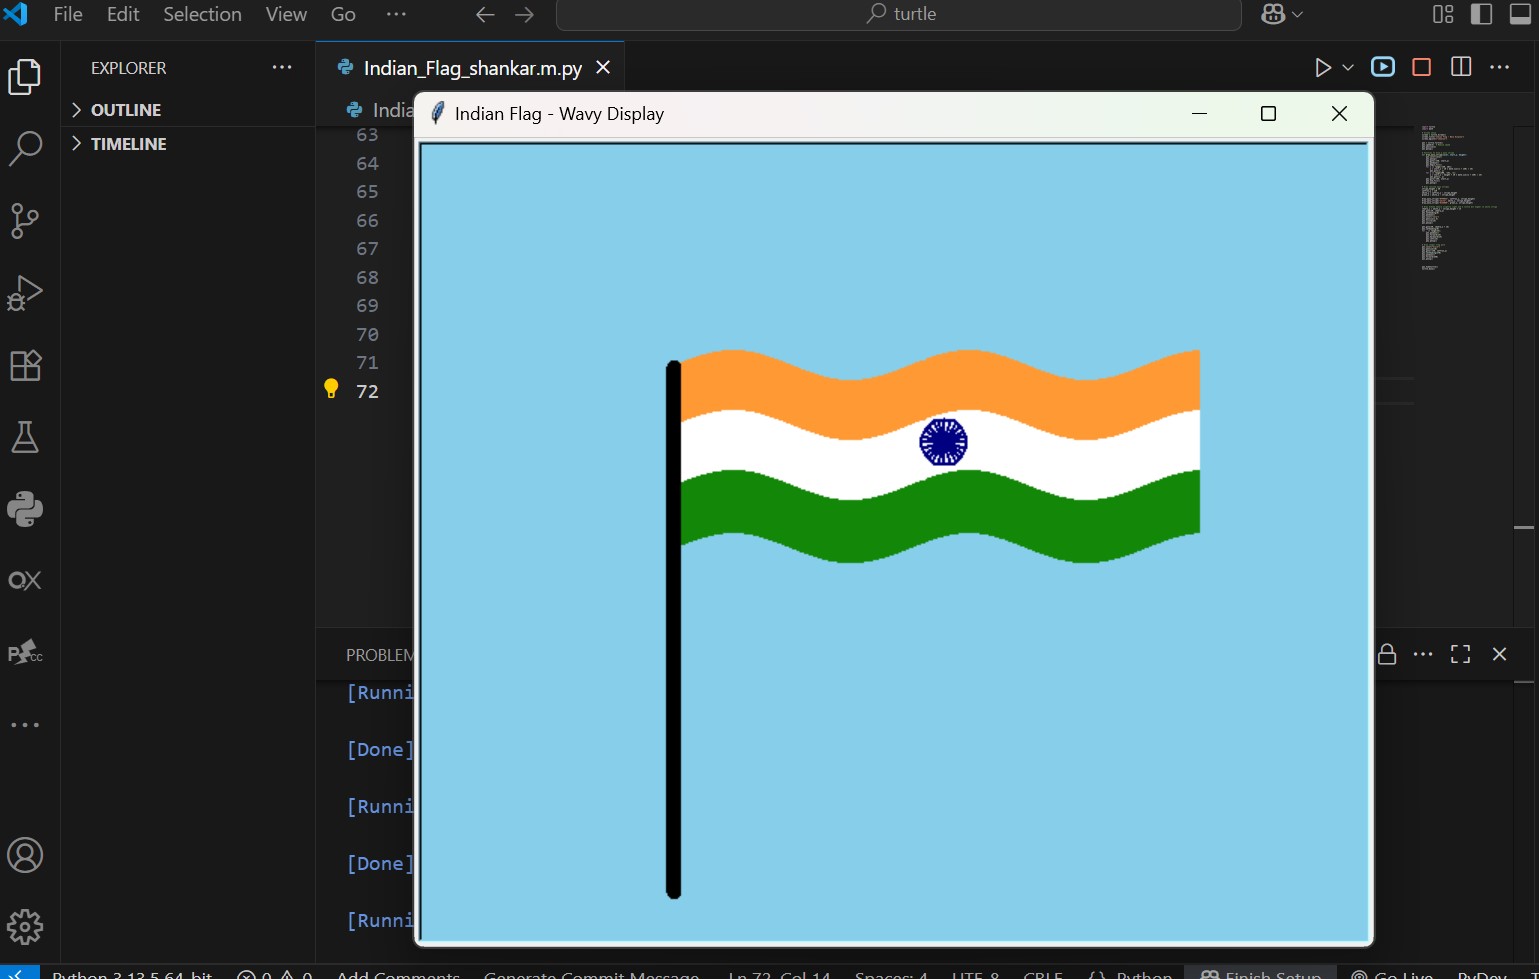 File Edit Selection View Go ··· turtle
EXPLORER ···
Indian_Flag_shankar.m.py
OUTLINE
India
Indian Flag - Wavy Display
TIMELINE
63
64
65
66
67
68
69
70
71
72
PROBLEM
[Runni
[Done]
[Runni
[Done]
[Runni
Python 3.13.5 64-bit 0 0 Add Comments Generate Commit Message Ln 72, Col 14 Spaces: 4 UTF-8 CRLF {} Python Finish Setup Go Live PyDev